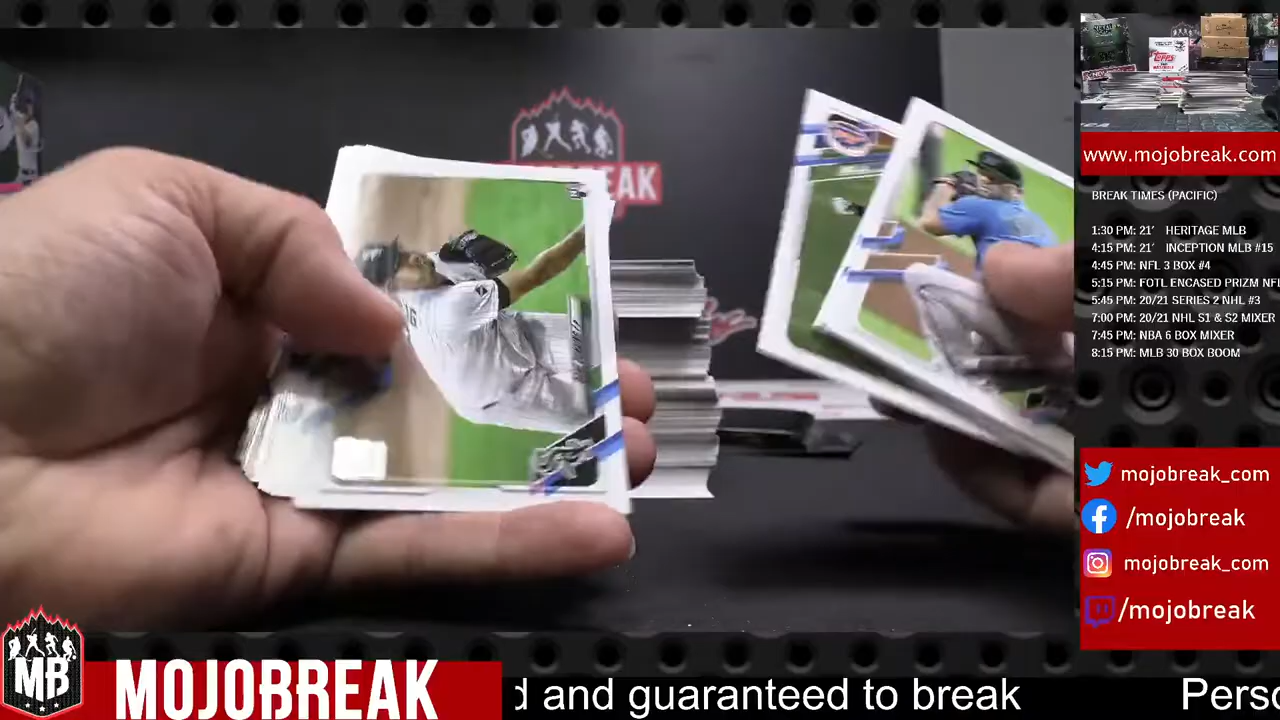 EAK
Topps
www.mojobreak.com
BREAK TIMES (PACIFIC)
1:30 PM: 21' HERITAGE MLB
4:15 PM: 21' INCEPTION MLB #15
4:45 PM: NFL 3 BOX #4
5:15 PM: FOTL ENCASED PRIZM NFL
5:45 PM: 20/21 SERIES 2 NHL #3
7:00 PM: 20/21 NHL S1 & S2 MIXER
7:45 PM: NBA 6 BOX MIXER
8:15 PM: MLB 30 BOX BOOM
mojobreak_com
/mojobreak
mojobreak_com
/mojobreak
MB
MOJOBREAK
d and guaranteed to break
Perso